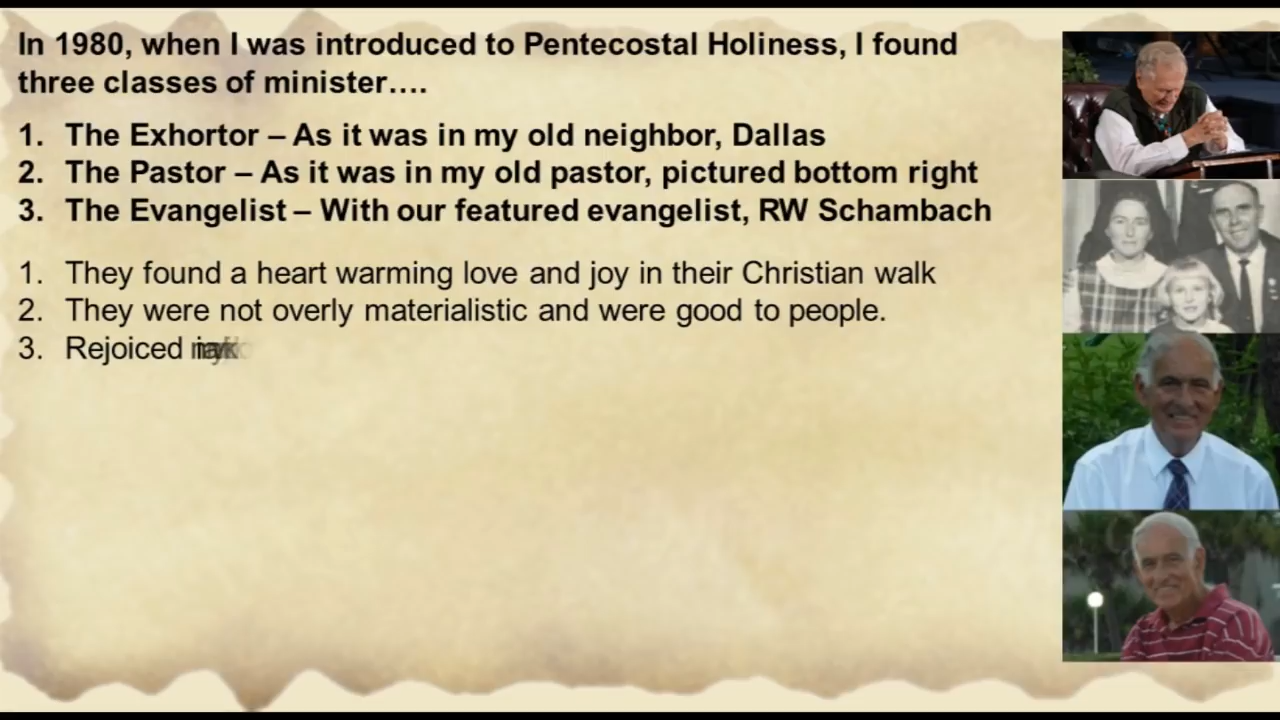 In 1980, when I was introduced to Pentecostal Holiness, I found
three classes of minister….
1. The Exhortor – As it was in my old neighbor, Dallas
2. The Pastor – As it was in my old pastor, pictured bottom right
3. The Evangelist – With our featured evangelist, RW Schambach
1. They found a heart warming love and joy in their Christian walk
2. They were not overly materialistic and were good to people.
3. Rejoiced